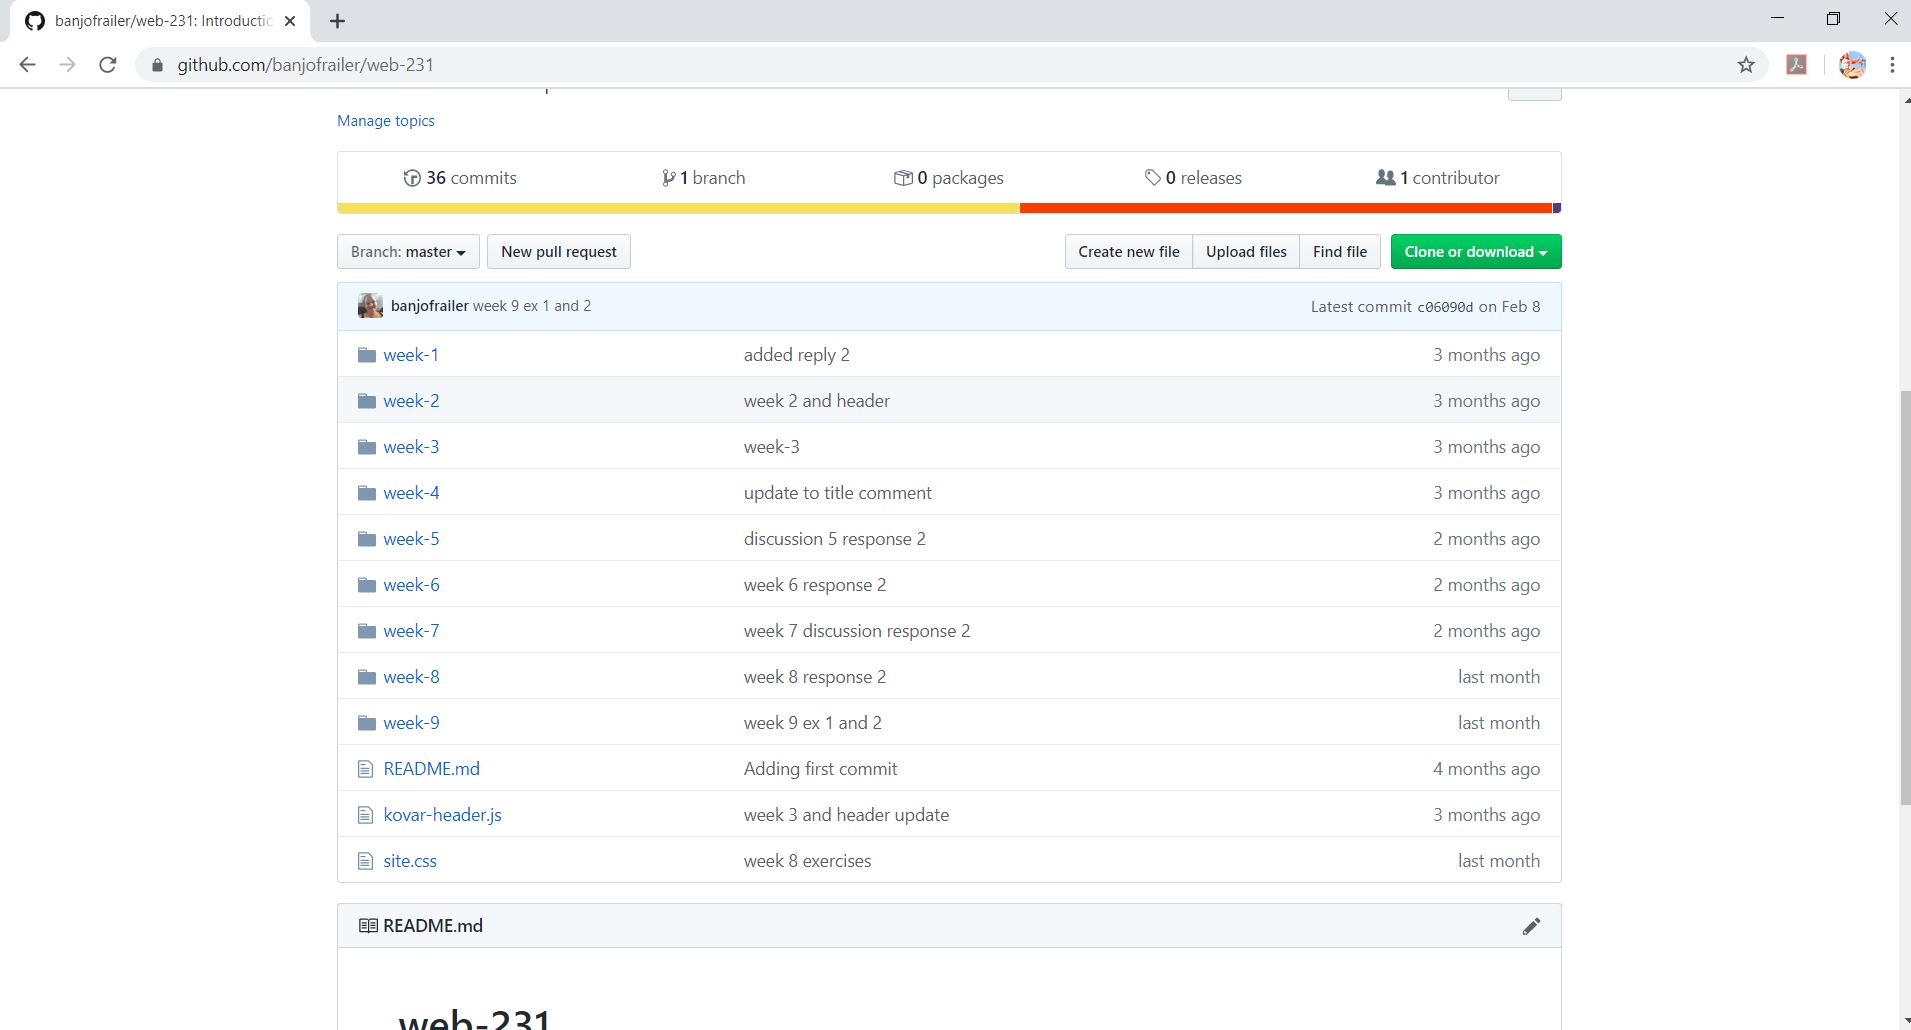 banjofrailer/web-231: Introductio
github.com/banjofrailer/web-231
Manage topics
36 commits 1 branch 0 packages 0 releases 1 contributor
Branch: master New pull request Create new file Upload files Find file Clone or download
banjofrailer week 9 ex 1 and 2 Latest commit c06090d on Feb 8
week-1 added reply 2 3 months ago
week-2 week 2 and header 3 months ago
week-3 week-3 3 months ago
week-4 update to title comment 3 months ago
week-5 discussion 5 response 2 2 months ago
week-6 week 6 response 2 2 months ago
week-7 week 7 discussion response 2 2 months ago
week-8 week 8 response 2 last month
week-9 week 9 ex 1 and 2 last month
README.md Adding first commit 4 months ago
kovar-header.js week 3 and header update 3 months ago
site.css week 8 exercises last month
README.md
web-231